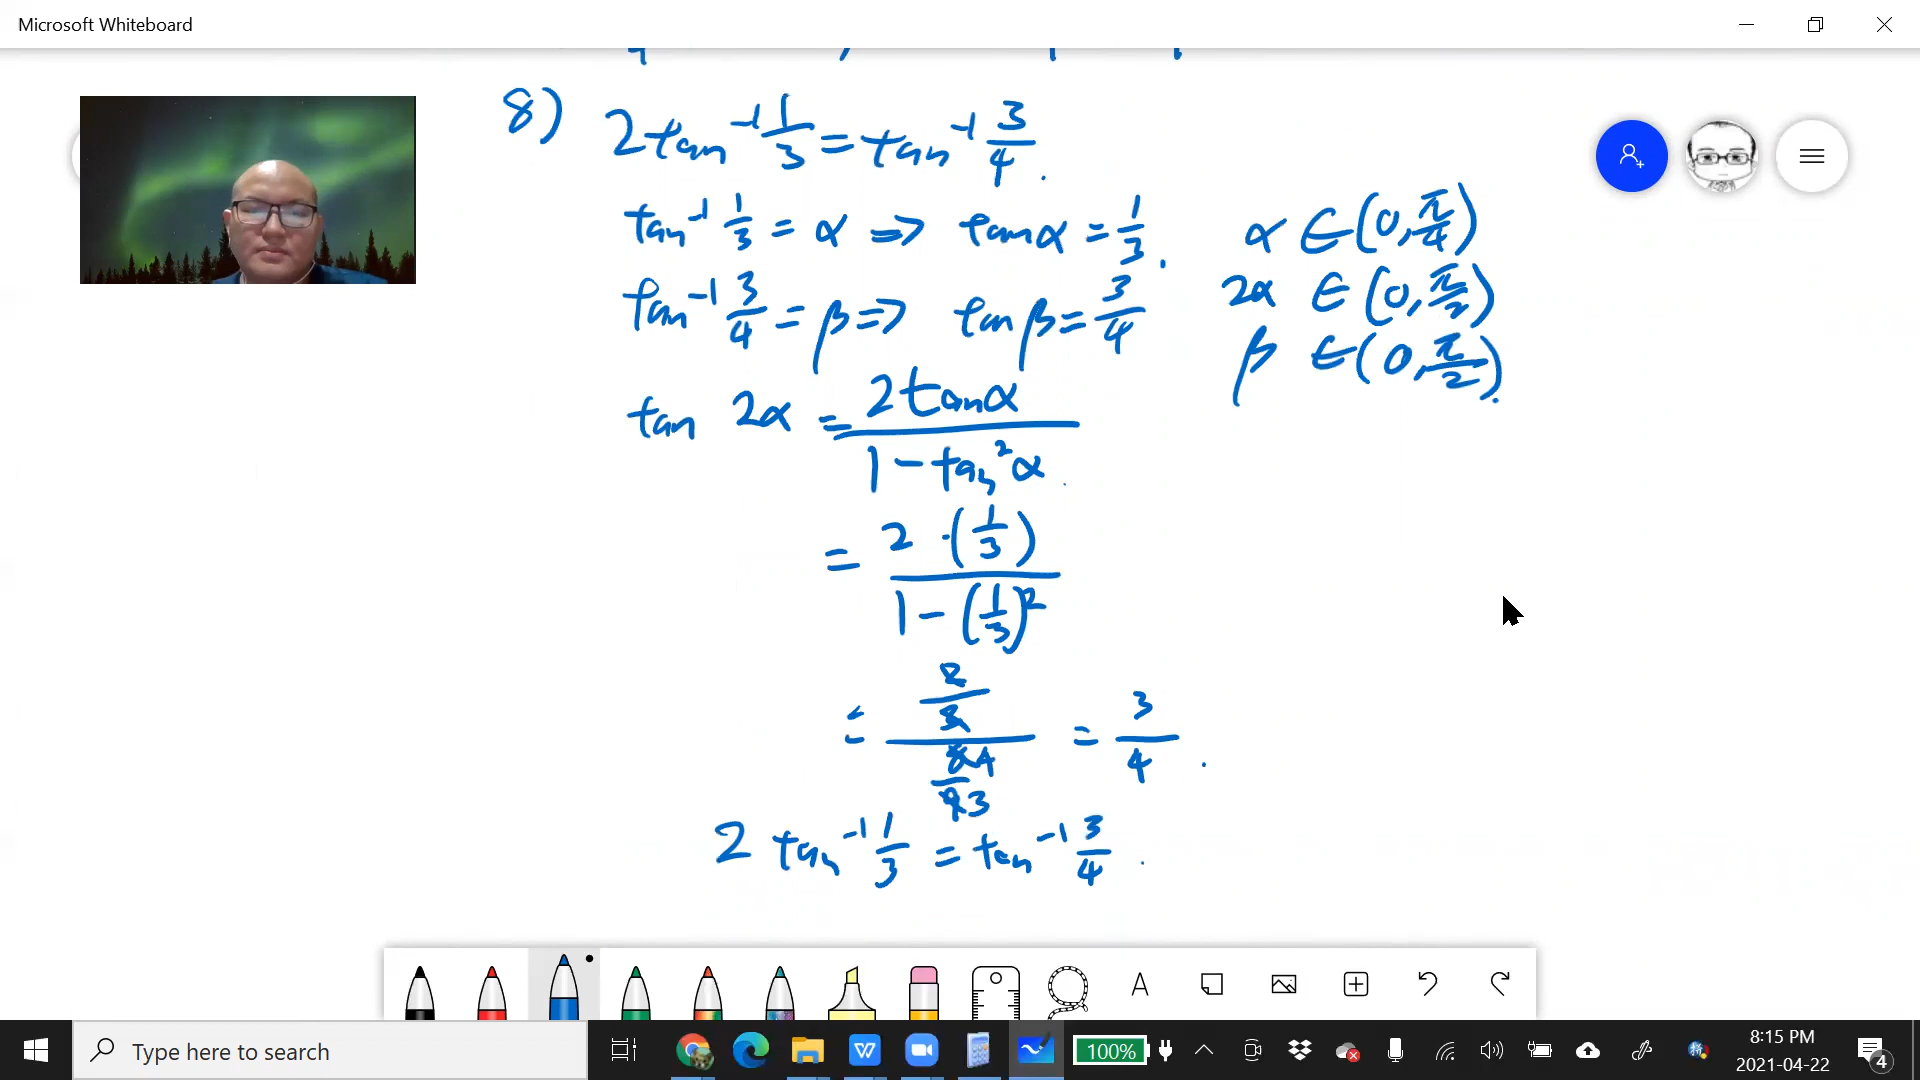 Microsoft Whiteboard
8) 2tan⁻¹ 1/3 = tan⁻¹ 3/4.
tan⁻¹ 1/3 = α => tanα = 1/3.
α ∈ (0, π/4)
tan⁻¹ 3/4 = β => tanβ = 3/4
2α ∈ (0, π/2)
β ∈ (0, π/2).
tan 2α = 2tanα / (1 - tan²α).
= 2·(1/3) / (1 - (1/3)²)
= (2/3) / (8/9) = 3/4.
4
3
2 tan⁻¹ 1/3 = tan⁻¹ 3/4.
A
Type here to search
W
100%
8:15 PM
2021-04-22
4